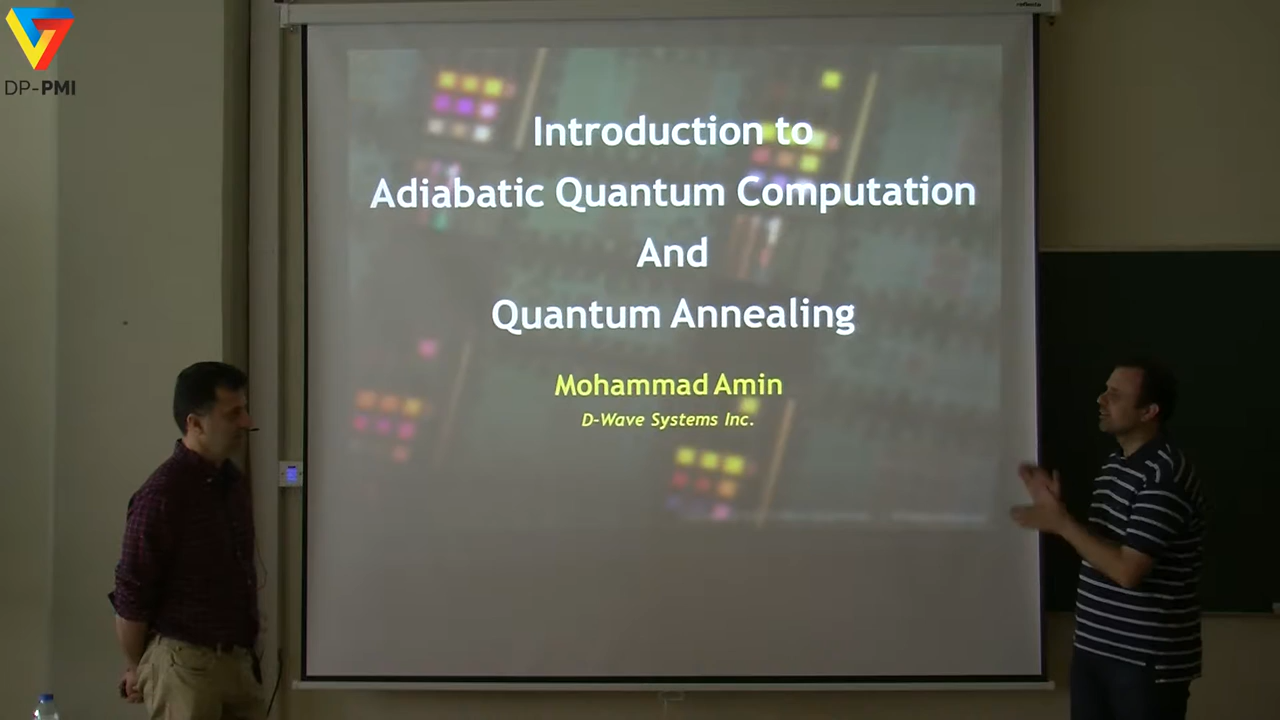 DP-PMI
Introduction to
Adiabatic Quantum Computation
And
Quantum Annealing
Mohammad Amin
D-Wave Systems Inc.